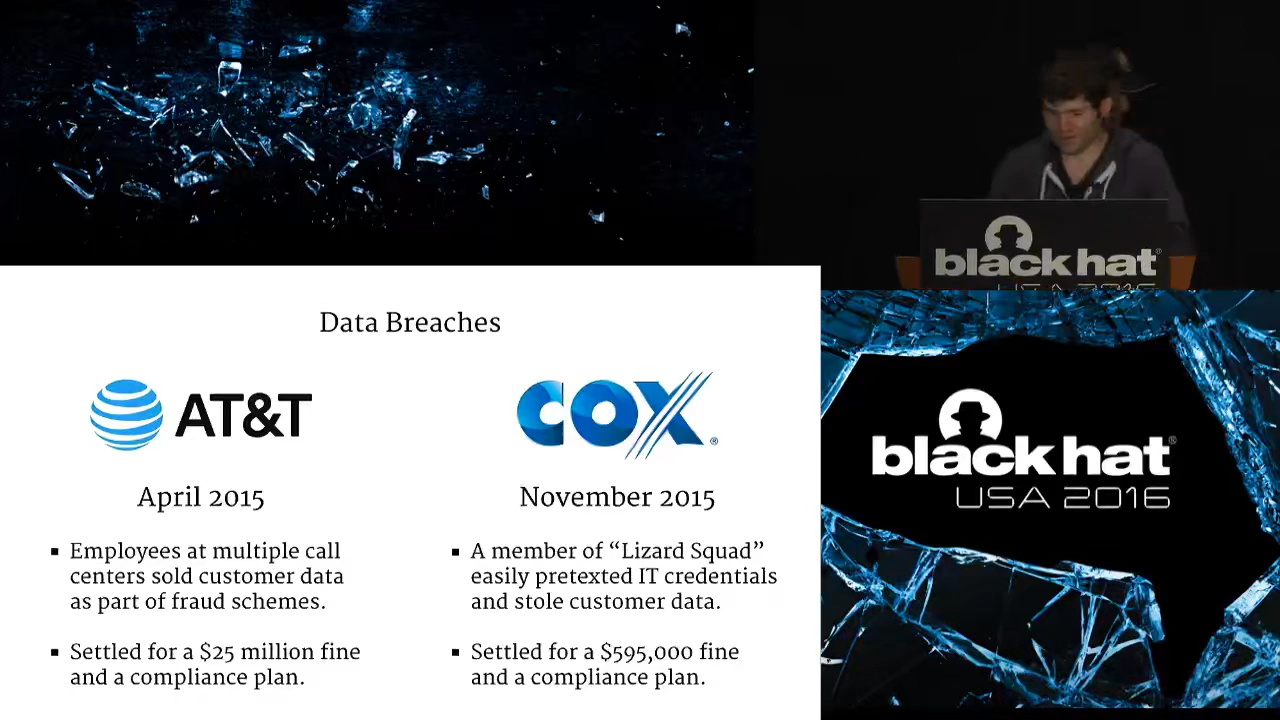 black hat
USA 2016
Data Breaches
AT&T
COX
April 2015
November 2015
▪ Employees at multiple call
centers sold customer data
as part of fraud schemes.
▪ Settled for a $25 million fine
and a compliance plan.
▪ A member of “Lizard Squad”
easily pretexted IT credentials
and stole customer data.
▪ Settled for a $595,000 fine
and a compliance plan.
black hat®
USA 2016